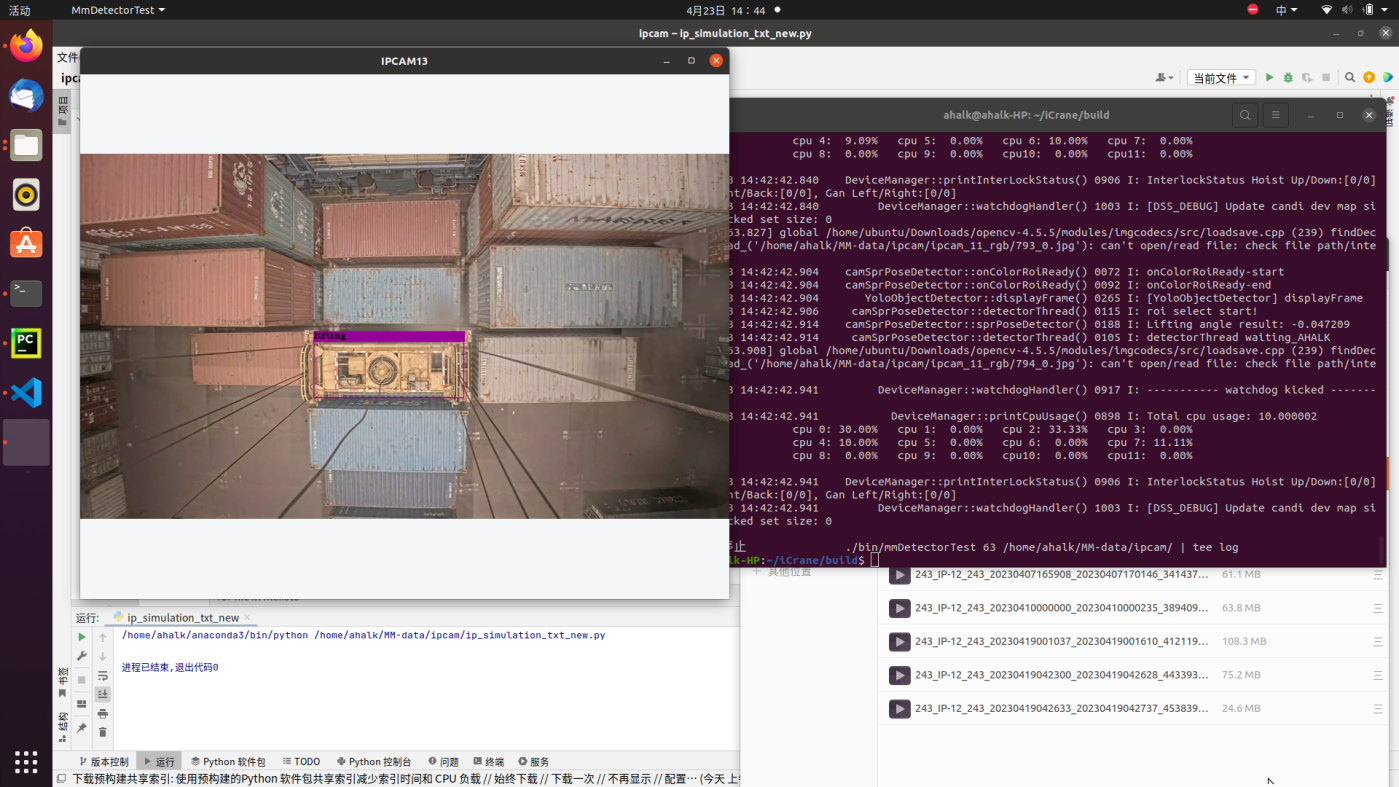 活动
MmDetectorTest
4月23日 14：44
中
ipcam – ip_simulation_txt_new.py
IPCAM13
文件
ipc
当前文件
项目
lifting
ahalk@ahalk-HP: ~/iCrane/build
cpu 4:  9.09%   cpu 5:  0.00%   cpu 6: 10.00%   cpu 7:  0.00%
cpu 8:  0.00%   cpu 9:  0.00%   cpu10:  0.00%   cpu11:  0.00%
3 14:42:42.840    DeviceManager::printInterLockStatus() 0906 I: InterlockStatus Hoist Up/Down:[0/0]
nt/Back:[0/0], Gan Left/Right:[0/0]
3 14:42:42.840         DeviceManager::watchdogHandler() 1003 I: [DSS_DEBUG] Update candi dev map si
cked set size: 0
63.827] global /home/ubuntu/Downloads/opencv-4.5.5/modules/imgcodecs/src/loadsave.cpp (239) findDec
ad_('/home/ahalk/MM-data/ipcam/ipcam_11_rgb/793_0.jpg'): can't open/read file: check file path/inte
3 14:42:42.904    camSprPoseDetector::onColorRoiReady() 0072 I: onColorRoiReady-start
3 14:42:42.904    camSprPoseDetector::onColorRoiReady() 0092 I: onColorRoiReady-end
3 14:42:42.904       YoloObjectDetector::displayFrame() 0265 I: [YoloObjectDetector] displayFrame
3 14:42:42.906     camSprPoseDetector::detectorThread() 0115 I: roi select start!
3 14:42:42.914    camSprPoseDetector::sprPoseDetector() 0188 I: Lifting angle result: -0.047209
3 14:42:42.914     camSprPoseDetector::detectorThread() 0105 I: detectorThread waiting_AHALK
63.908] global /home/ubuntu/Downloads/opencv-4.5.5/modules/imgcodecs/src/loadsave.cpp (239) findDec
ad_('/home/ahalk/MM-data/ipcam/ipcam_11_rgb/794_0.jpg'): can't open/read file: check file path/inte
3 14:42:42.941         DeviceManager::watchdogHandler() 0917 I: ----------- watchdog kicked -------
3 14:42:42.941           DeviceManager::printCpuUsage() 0898 I: Total cpu usage: 10.000002
cpu 0: 30.00%   cpu 1:  0.00%   cpu 2: 33.33%   cpu 3:  0.00%
cpu 4: 10.00%   cpu 5:  0.00%   cpu 6:  0.00%   cpu 7: 11.11%
cpu 8:  0.00%   cpu 9:  0.00%   cpu10:  0.00%   cpu11:  0.00%
3 14:42:42.941    DeviceManager::printInterLockStatus() 0906 I: InterlockStatus Hoist Up/Down:[0/0]
nt/Back:[0/0], Gan Left/Right:[0/0]
3 14:42:42.941         DeviceManager::watchdogHandler() 1003 I: [DSS_DEBUG] Update candi dev map si
cked set size: 0
止               ./bin/mmDetectorTest 63 /home/ahalk/MM-data/ipcam/ | tee log
lk-HP:~/iCrane/build$
+ 其他位置
243_IP-12_243_20230407165908_20230407170146_341437… 61.1 MB
243_IP-12_243_20230410000000_20230410000235_389409… 63.8 MB
243_IP-12_243_20230419001037_20230419001610_412119… 108.3 MB
243_IP-12_243_20230419042300_20230419042628_443393… 75.2 MB
243_IP-12_243_20230419042633_20230419042737_453839… 24.6 MB
运行: ip_simulation_txt_new
/home/ahalk/anaconda3/bin/python /home/ahalk/MM-data/ipcam/ip_simulation_txt_new.py
进程已结束,退出代码0
书签
结构
版本控制 运行 Python 软件包 TODO Python 控制台 问题 终端 服务
下载预构建共享索引: 使用预构建的Python 软件包共享索引减少索引时间和 CPU 负载 // 始终下载 // 下载一次 // 不再显示 // 配置… (今天 上